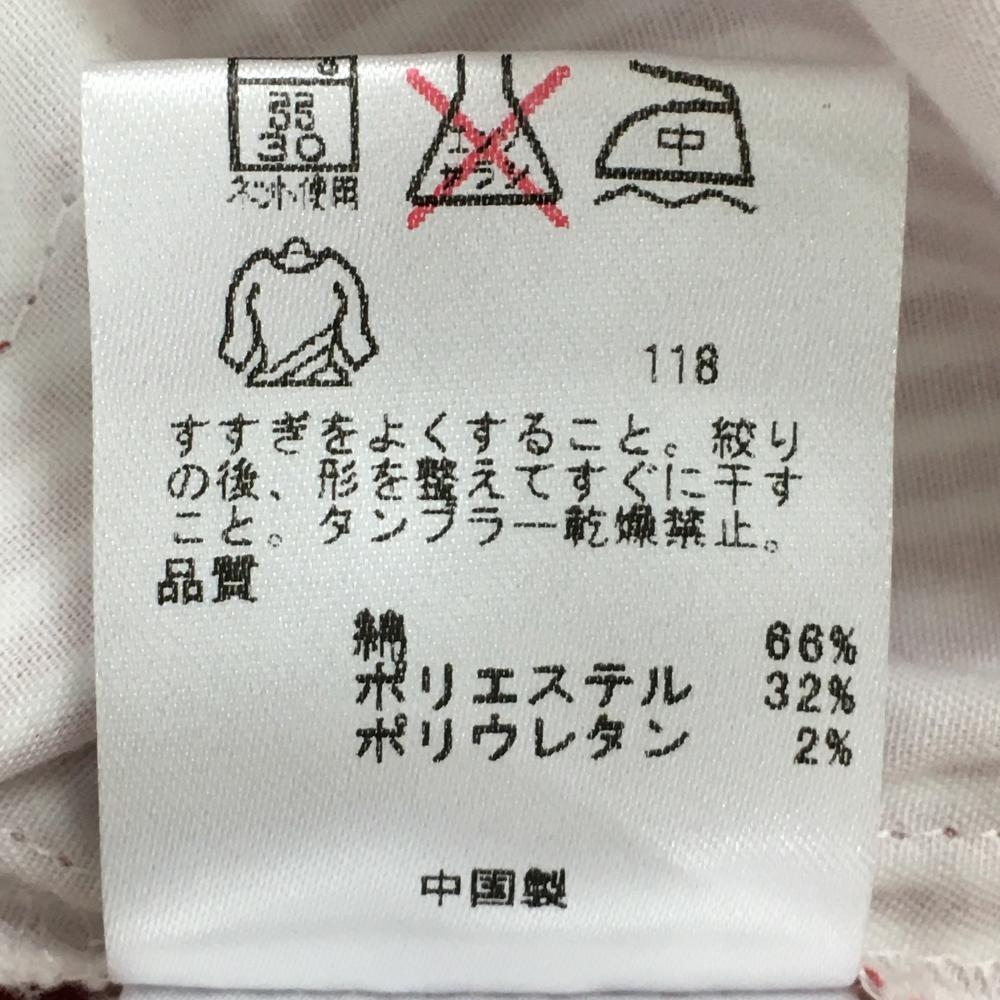 弱
30
ネット使用
エンソ
サラシ
中
118
すすぎをよくすること。絞り
の後、形を整えてすぐに干す
こと。タンブラー乾燥禁止。
品質
綿 66%
ポリエステル 32%
ポリウレタン 2%
中国製